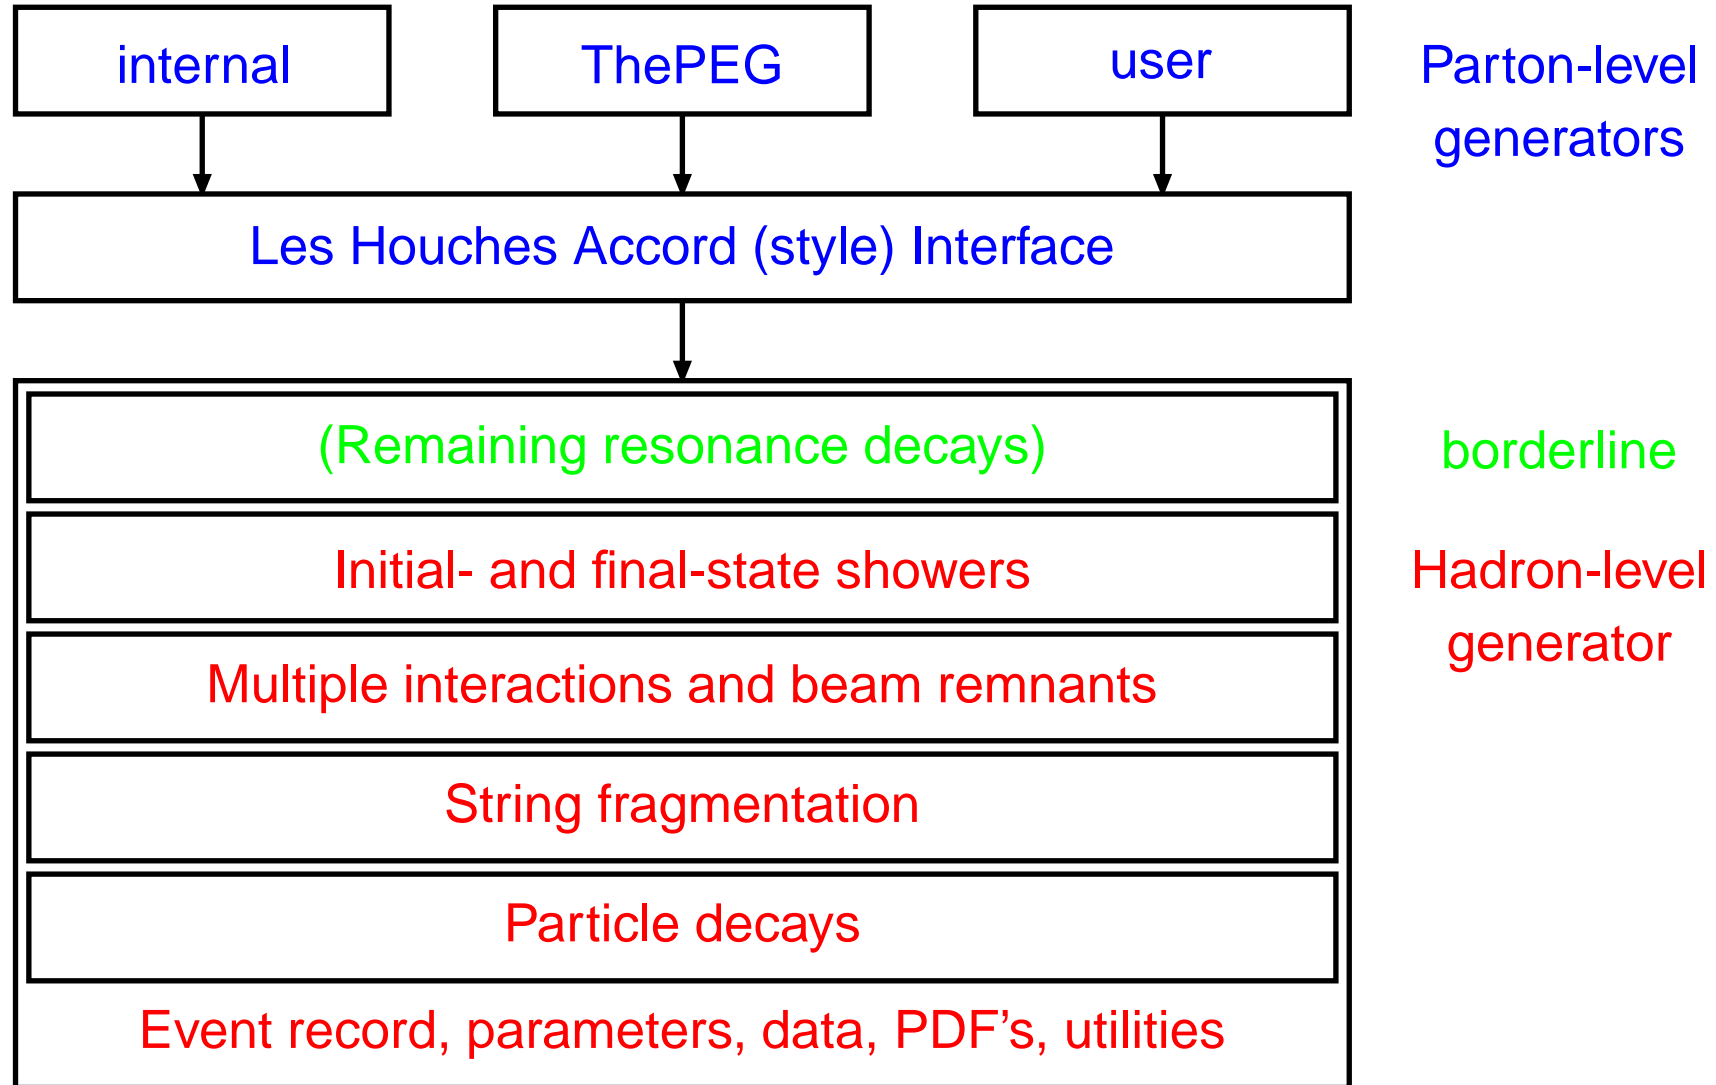 internal
ThePEG
user
Parton-level
generators
Les Houches Accord (style) Interface
(Remaining resonance decays)
borderline
Initial- and final-state showers
Hadron-level
generator
Multiple interactions and beam remnants
String fragmentation
Particle decays
Event record, parameters, data, PDF's, utilities